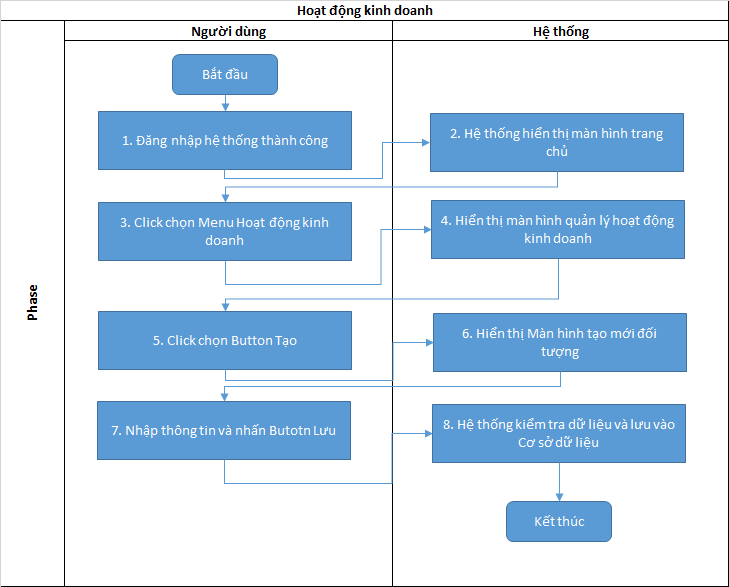 Hoạt động kinh doanh
Người dùng
Hệ thống
Phase
Bắt đầu
1. Đăng nhập hệ thống thành công
2. Hệ thống hiển thị màn hình trang
chủ
3. Click chọn Menu Hoạt động kinh
doanh
4. Hiển thị màn hình quản lý hoạt động
kinh doanh
5. Click chọn Button Tạo
6. Hiển thị Màn hình tạo mới đối
tượng
7. Nhập thông tin và nhấn Butotn Lưu
8. Hệ thống kiểm tra dữ liệu và lưu vào
Cơ sở dữ liệu
Kết thúc